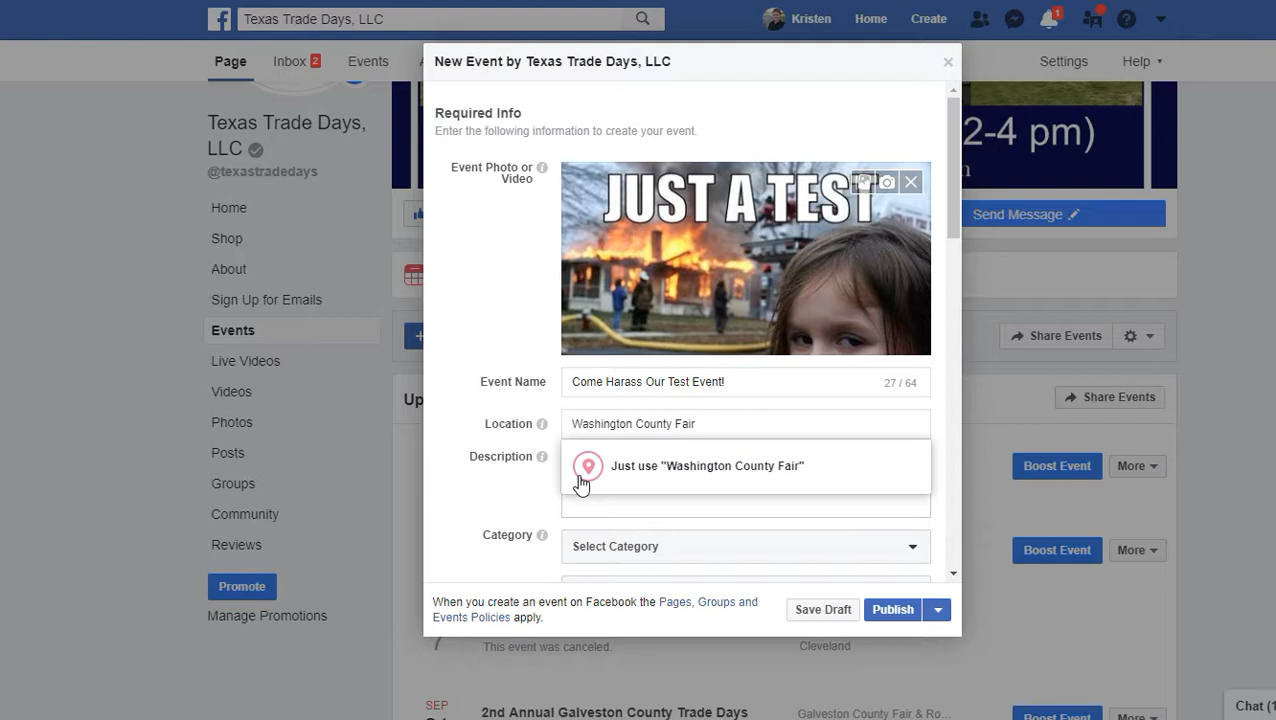 Texas Trade Days, LLC
Kristen
Home
Create
1
Page
Inbox 2
Events
Settings
Help
New Event by Texas Trade Days, LLC
Required Info
Enter the following information to create your event.
Event Photo or
Video
JUST A TEST
Event Name
Come Harass Our Test Event!
27 / 64
Location
Washington County Fair
Description
Just use "Washington County Fair"
Category
Select Category
When you create an event on Facebook the Pages, Groups and
Events Policies apply.
Save Draft
Publish
Texas Trade Days,
LLC
@texastradedays
Home
Shop
About
Sign Up for Emails
Events
Live Videos
Videos
Photos
Posts
Groups
Community
Reviews
Promote
Manage Promotions
2-4 pm)
Send Message
Share Events
Share Events
Boost Event
More
Boost Event
More
7
This event was canceled.
Cleveland
SEP
2nd Annual Galveston County Trade Days
Galveston County Fair & Ro...
Boost Event
More
Chat (1